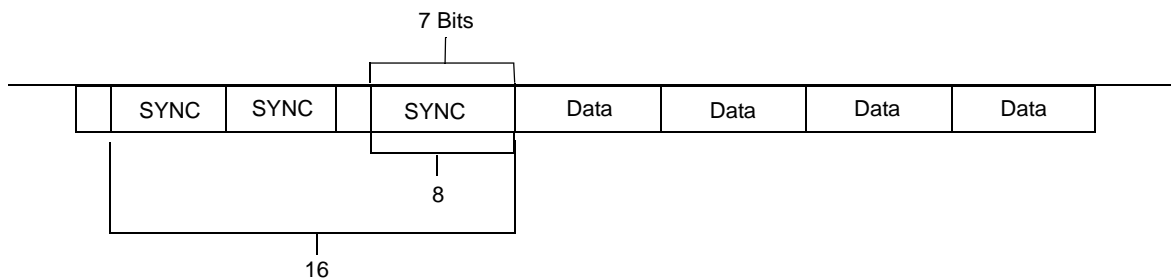 7 Bits
SYNC SYNC SYNC Data Data Data Data
8
16